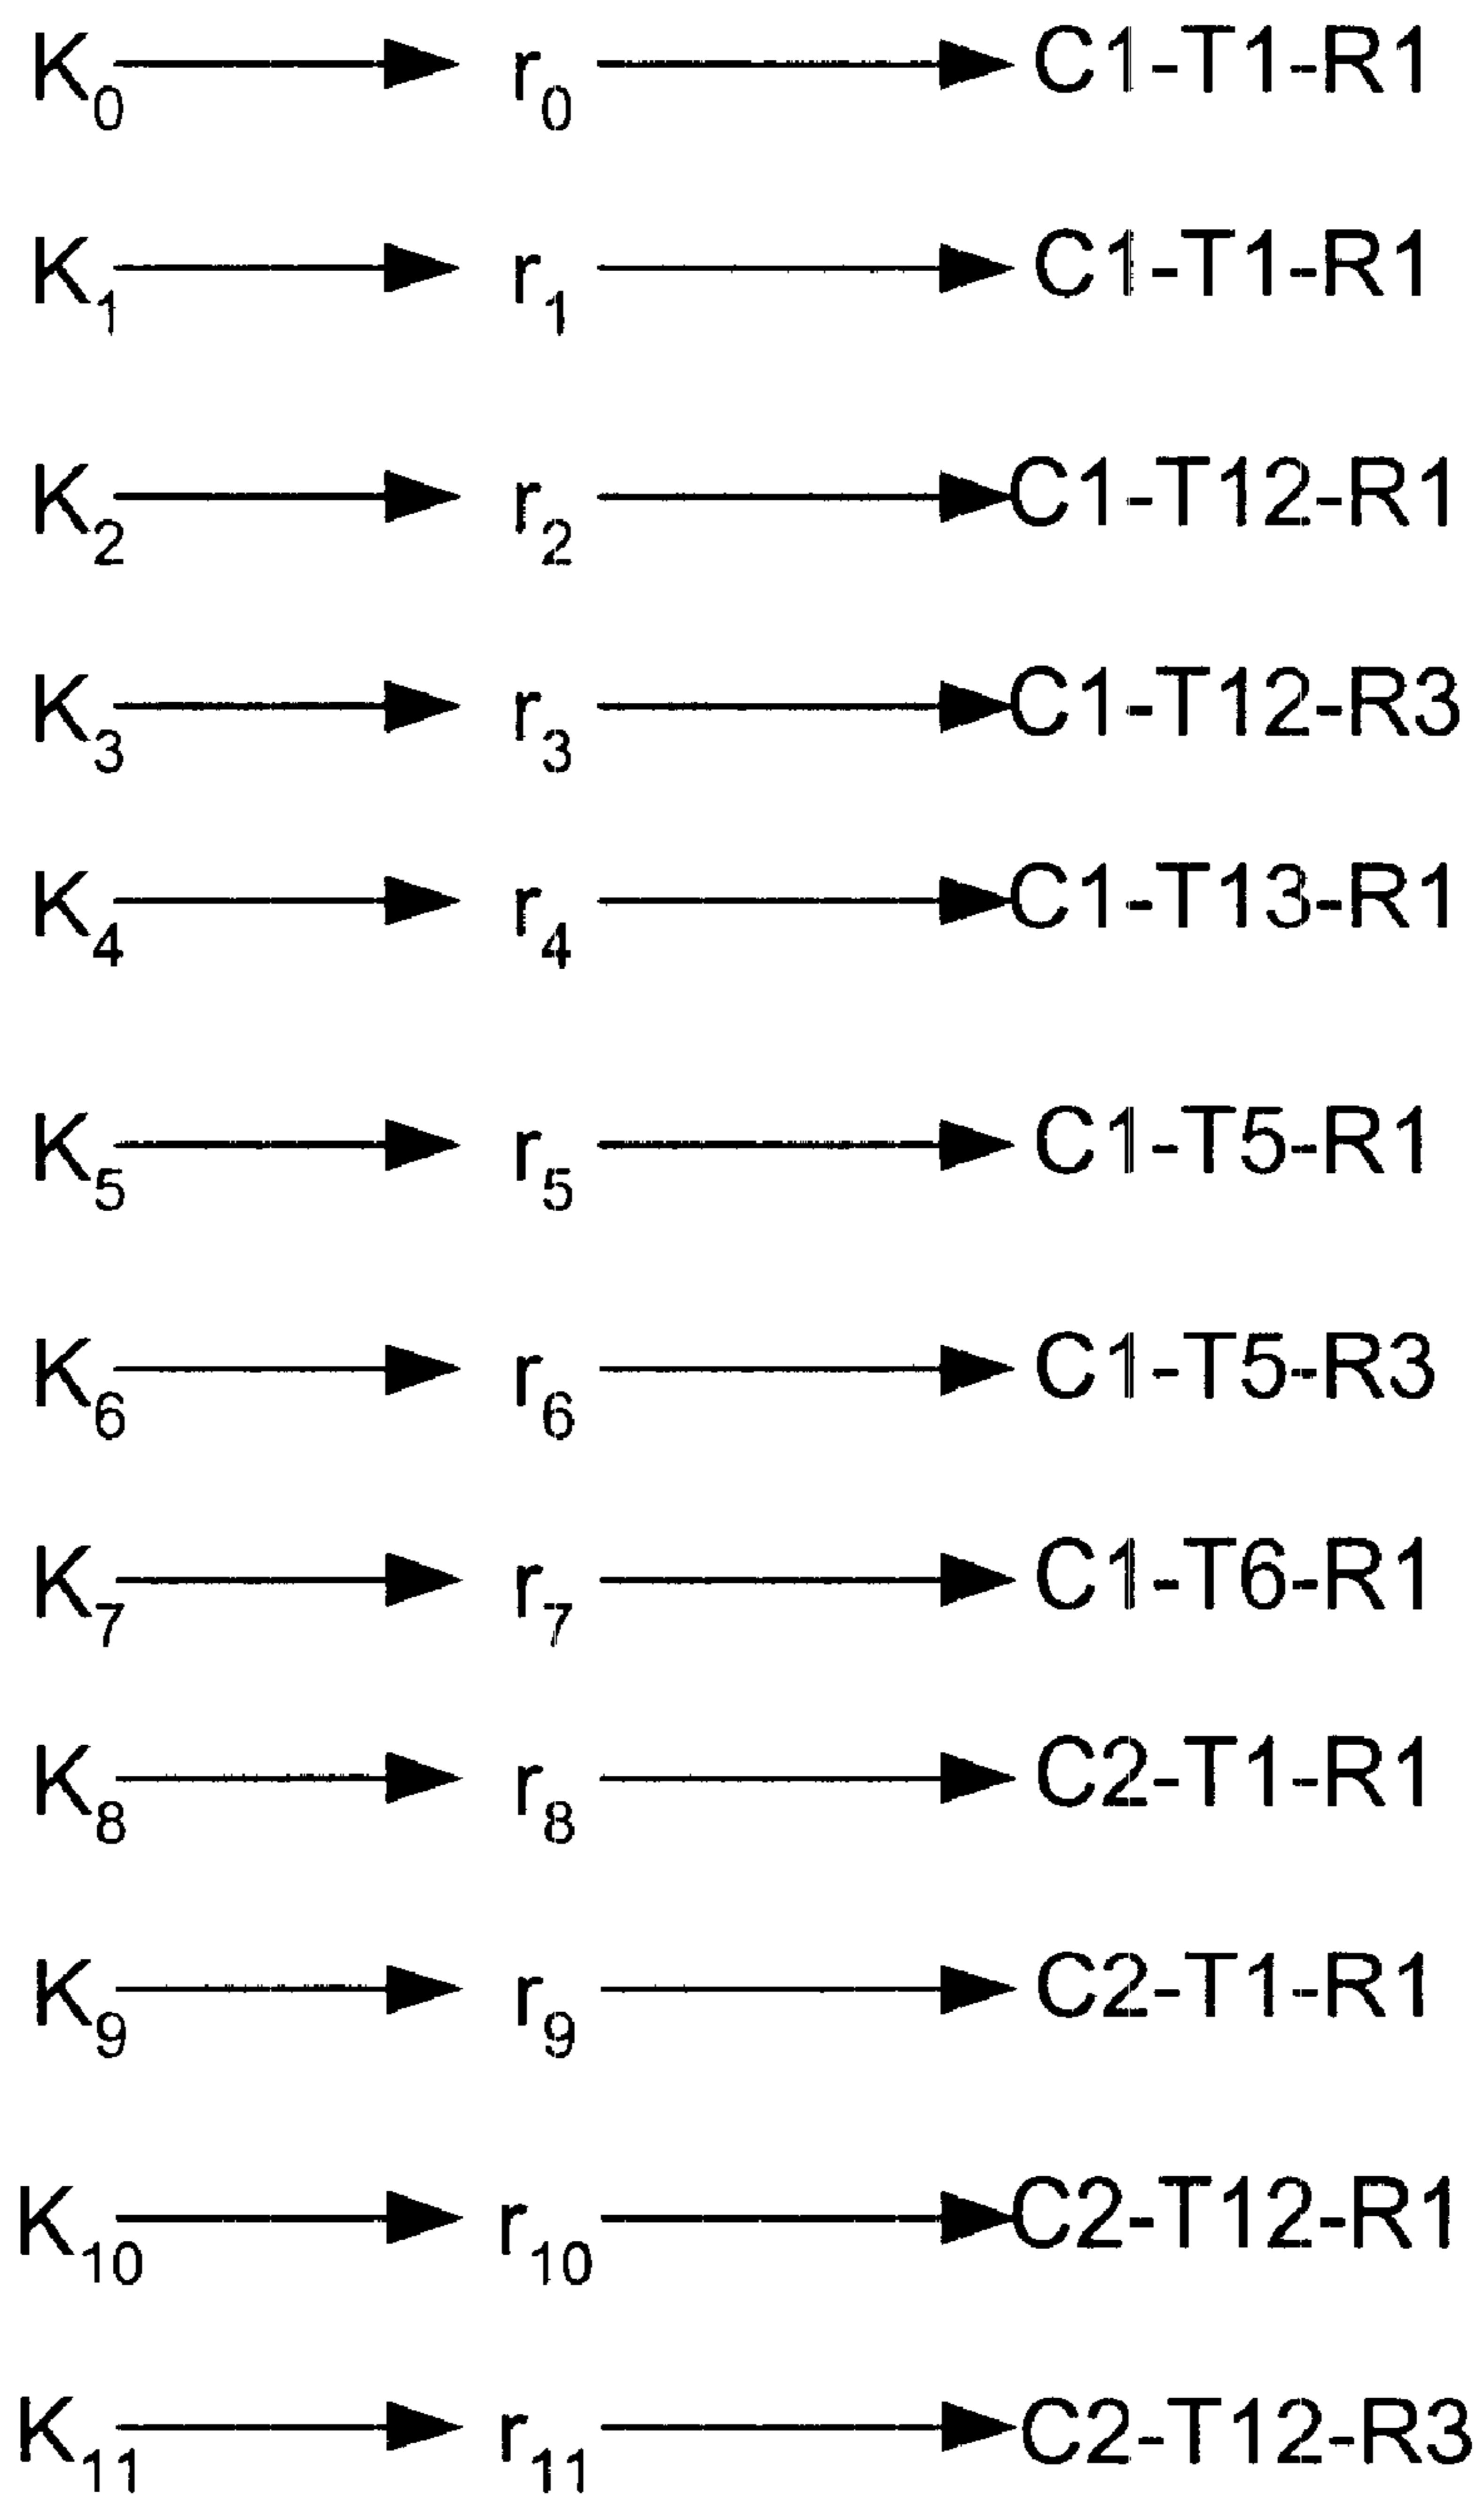 K0 r0 C1-T1-R1
K1 r1 C1-T1-R1
K2 r2 C1-T12-R1
K3 r3 C1-T12-R3
K4 r4 C1-T13-R1
K5 r5 C1-T5-R1
K6 r6 C1-T5-R3
K7 r7 C1-T6-R1
K8 r8 C2-T1-R1
K9 r9 C2-T1-R1
K10 r10 C2-T12-R1
K11 r11 C2-T12-R3